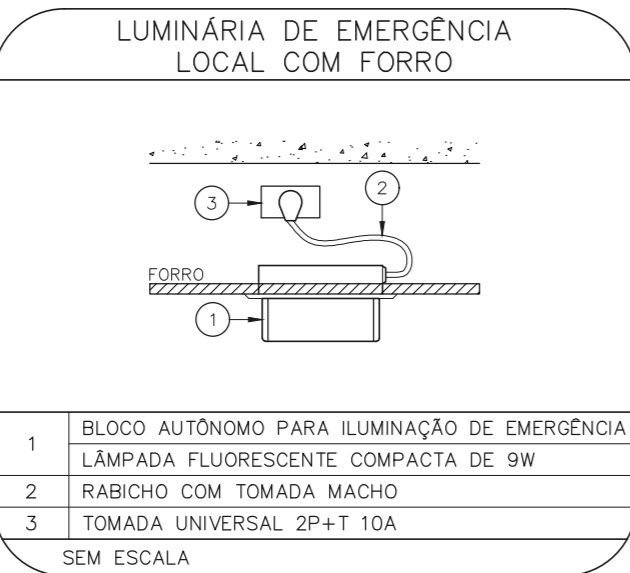 LUMINÁRIA DE EMERGÊNCIA
LOCAL COM FORRO
2
3
FORRO
1
1 BLOCO AUTÔNOMO PARA ILUMINAÇÃO DE EMERGÊNCIA
LÂMPADA FLUORESCENTE COMPACTA DE 9W
2 RABICHO COM TOMADA MACHO
3 TOMADA UNIVERSAL 2P+T 10A
SEM ESCALA